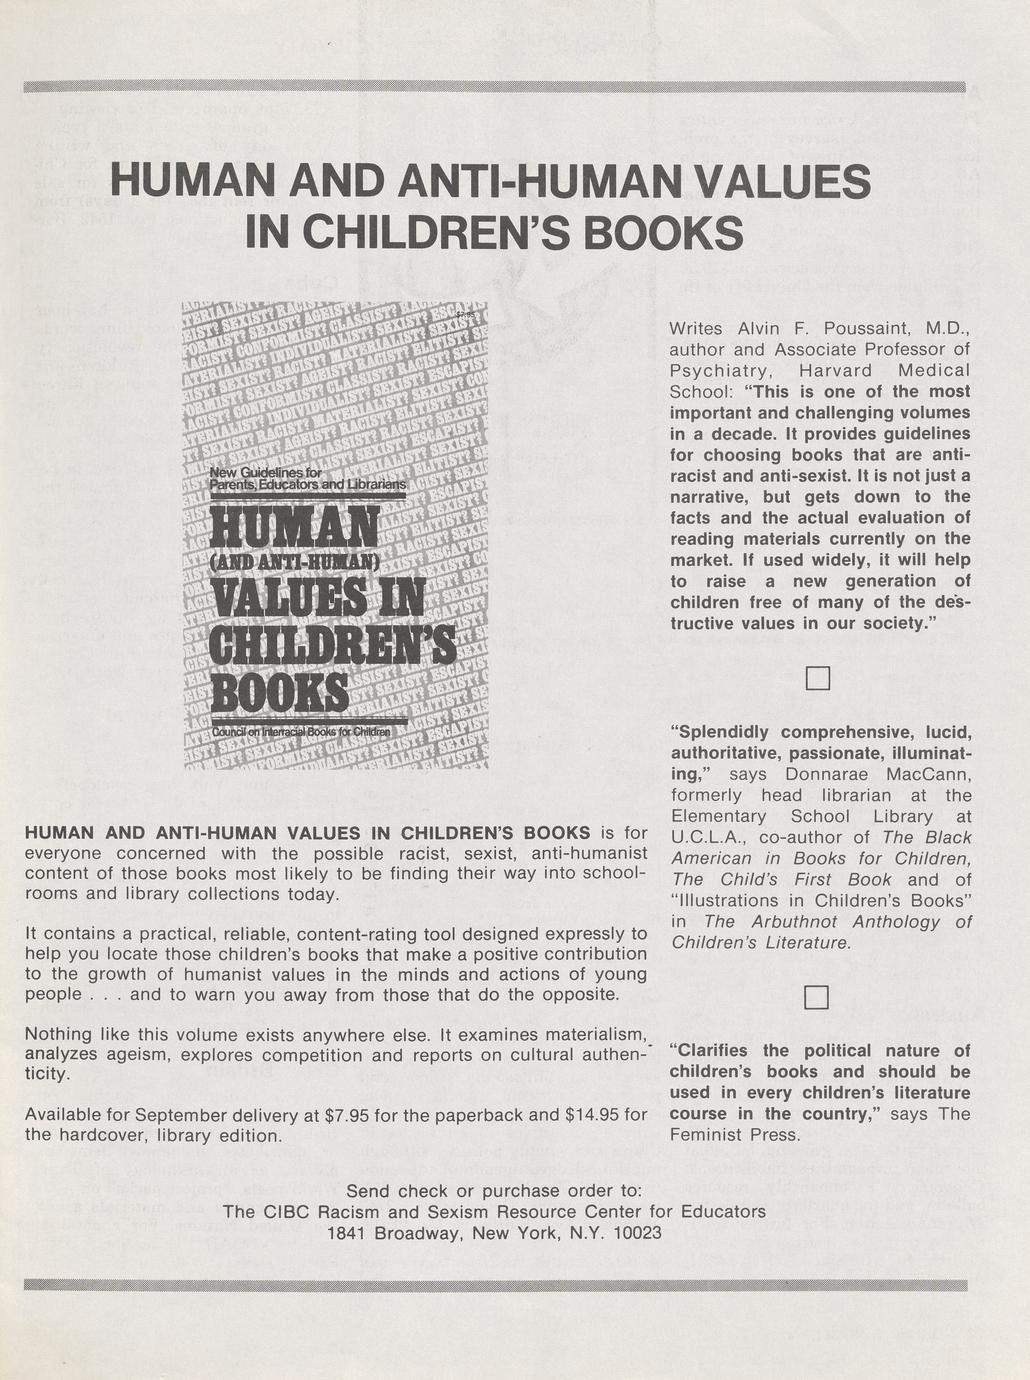 HUMAN AND ANTI-HUMAN VALUES
IN CHILDREN'S BOOKS
$7.95
New Guidelines for
Parents, Educators and Librarians
HUMAN
(AND ANTI-HUMAN)
VALUES IN
CHILDREN'S
BOOKS
Council on Interracial Books for Children
HUMAN AND ANTI-HUMAN VALUES IN CHILDREN'S BOOKS is for
everyone concerned with the possible racist, sexist, anti-humanist
content of those books most likely to be finding their way into school-
rooms and library collections today.
It contains a practical, reliable, content-rating tool designed expressly to
help you locate those children's books that make a positive contribution
to the growth of humanist values in the minds and actions of young
people . . . and to warn you away from those that do the opposite.
Nothing like this volume exists anywhere else. It examines materialism,
analyzes ageism, explores competition and reports on cultural authen-
ticity.
Available for September delivery at $7.95 for the paperback and $14.95 for
the hardcover, library edition.
Writes Alvin F. Poussaint, M.D.,
author and Associate Professor of
Psychiatry, Harvard Medical
School: “This is one of the most
important and challenging volumes
in a decade. It provides guidelines
for choosing books that are anti-
racist and anti-sexist. It is not just a
narrative, but gets down to the
facts and the actual evaluation of
reading materials currently on the
market. If used widely, it will help
to raise a new generation of
children free of many of the des-
tructive values in our society.”
“Splendidly comprehensive, lucid,
authoritative, passionate, illuminat-
ing,” says Donnarae MacCann,
formerly head librarian at the
Elementary School Library at
U.C.L.A., co-author of The Black
American in Books for Children,
The Child's First Book and of
“Illustrations in Children's Books”
in The Arbuthnot Anthology of
Children's Literature.
“Clarifies the political nature of
children's books and should be
used in every children's literature
course in the country,” says The
Feminist Press.
Send check or purchase order to:
The CIBC Racism and Sexism Resource Center for Educators
1841 Broadway, New York, N.Y. 10023